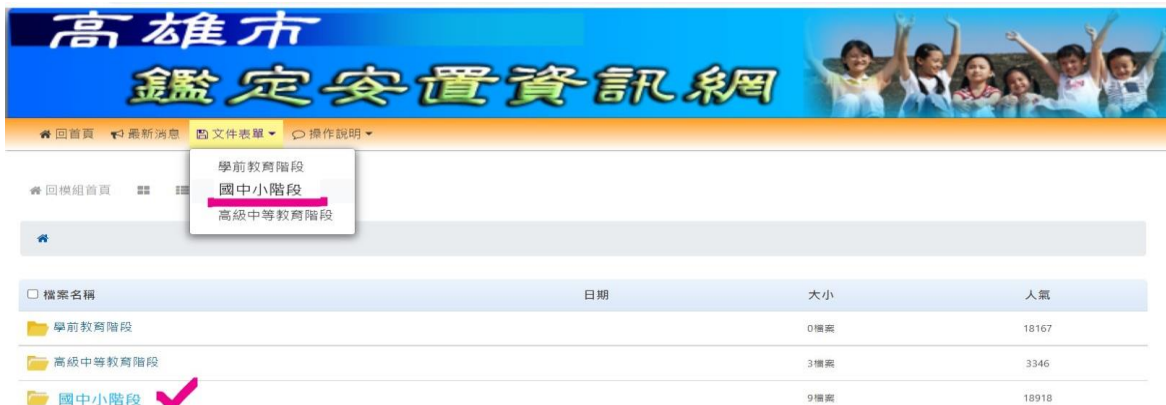 高雄市
鑑定安置資訊網
回首頁 最新消息 文件表單 操作說明
學前教育階段
國中小階段
高級中等教育階段
回模組首頁
檔案名稱 日期 大小 人氣
學前教育階段 0檔案 18167
高級中等教育階段 3檔案 3346
國中小階段 9檔案 18918